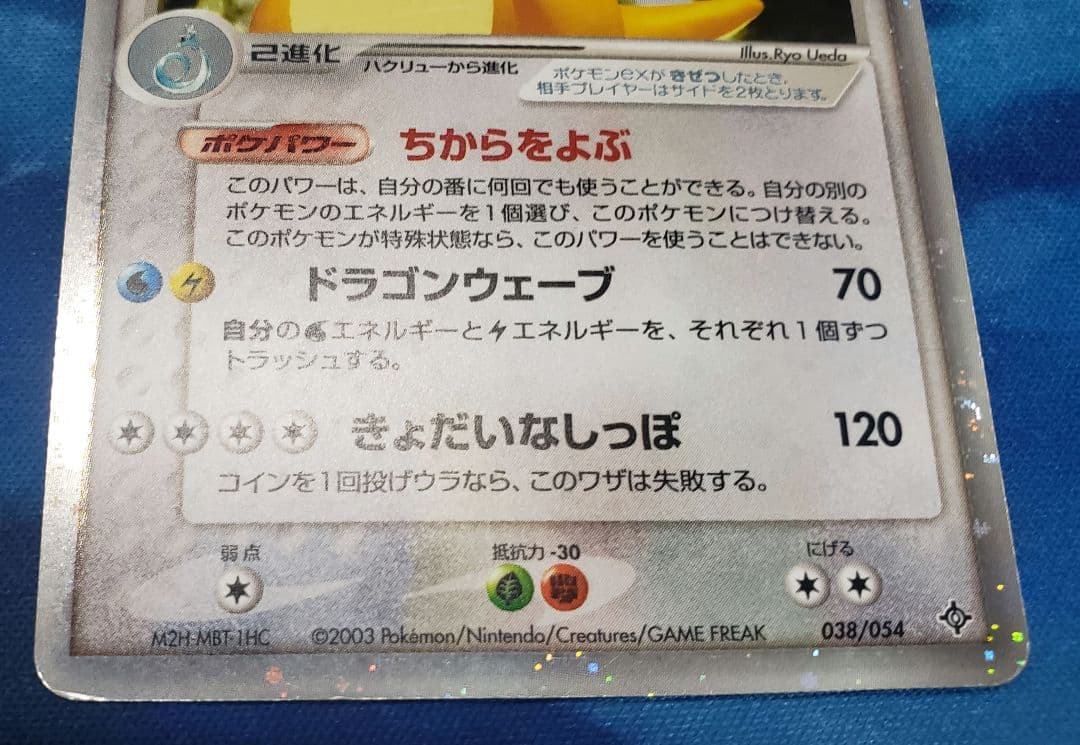 2進化
ハクリューから進化
Illus.Ryo Ueda
ポケモンexが きぜつしたとき、
相手プレイヤーはサイドを2枚とります。
ポケパワー ちからをよぶ
このパワーは、自分の番に何回でも使うことができる。自分の別の
ポケモンのエネルギーを1個選び、このポケモンにつけ替える。
このポケモンが特殊状態なら、このパワーを使うことはできない。
ドラゴンウェーブ 70
自分のエネルギーとエネルギーを、それぞれ1個ずつ
トラッシュする。
きょだいなしっぽ 120
コインを1回投げウラなら、このワザは失敗する。
弱点 抵抗力 -30 にげる
M2H-MBT-1HC ©2003 Pokémon/Nintendo/Creatures/GAME FREAK 038/054